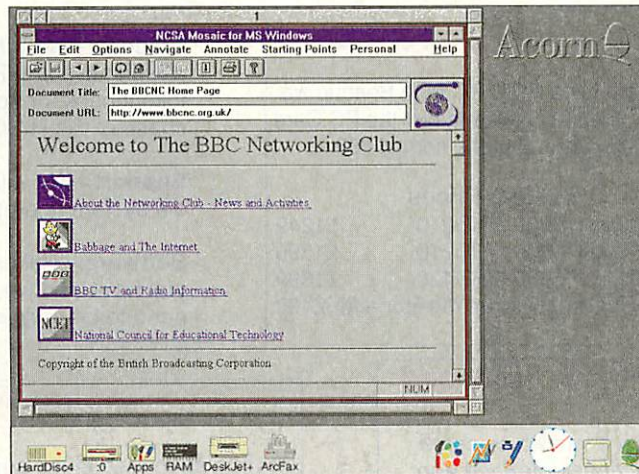 1
NCSA Mosaic for MS Windows
File Edit Options Navigate Annotate Starting Points Personal Help
Document Title: The BBCNC Home Page
Document URL: http://www.bbcnc.org.uk/
Welcome to The BBC Networking Club
About the Networking Club - News and Activities
Babbage and The Internet
BBC
BBC TV and Radio Information
NCET
National Council for Educational Technology
Copyright of the British Broadcasting Corporation
NUM
Acorn
HardDisc4 :0 Apps RAM DeskJet+ ArcFax